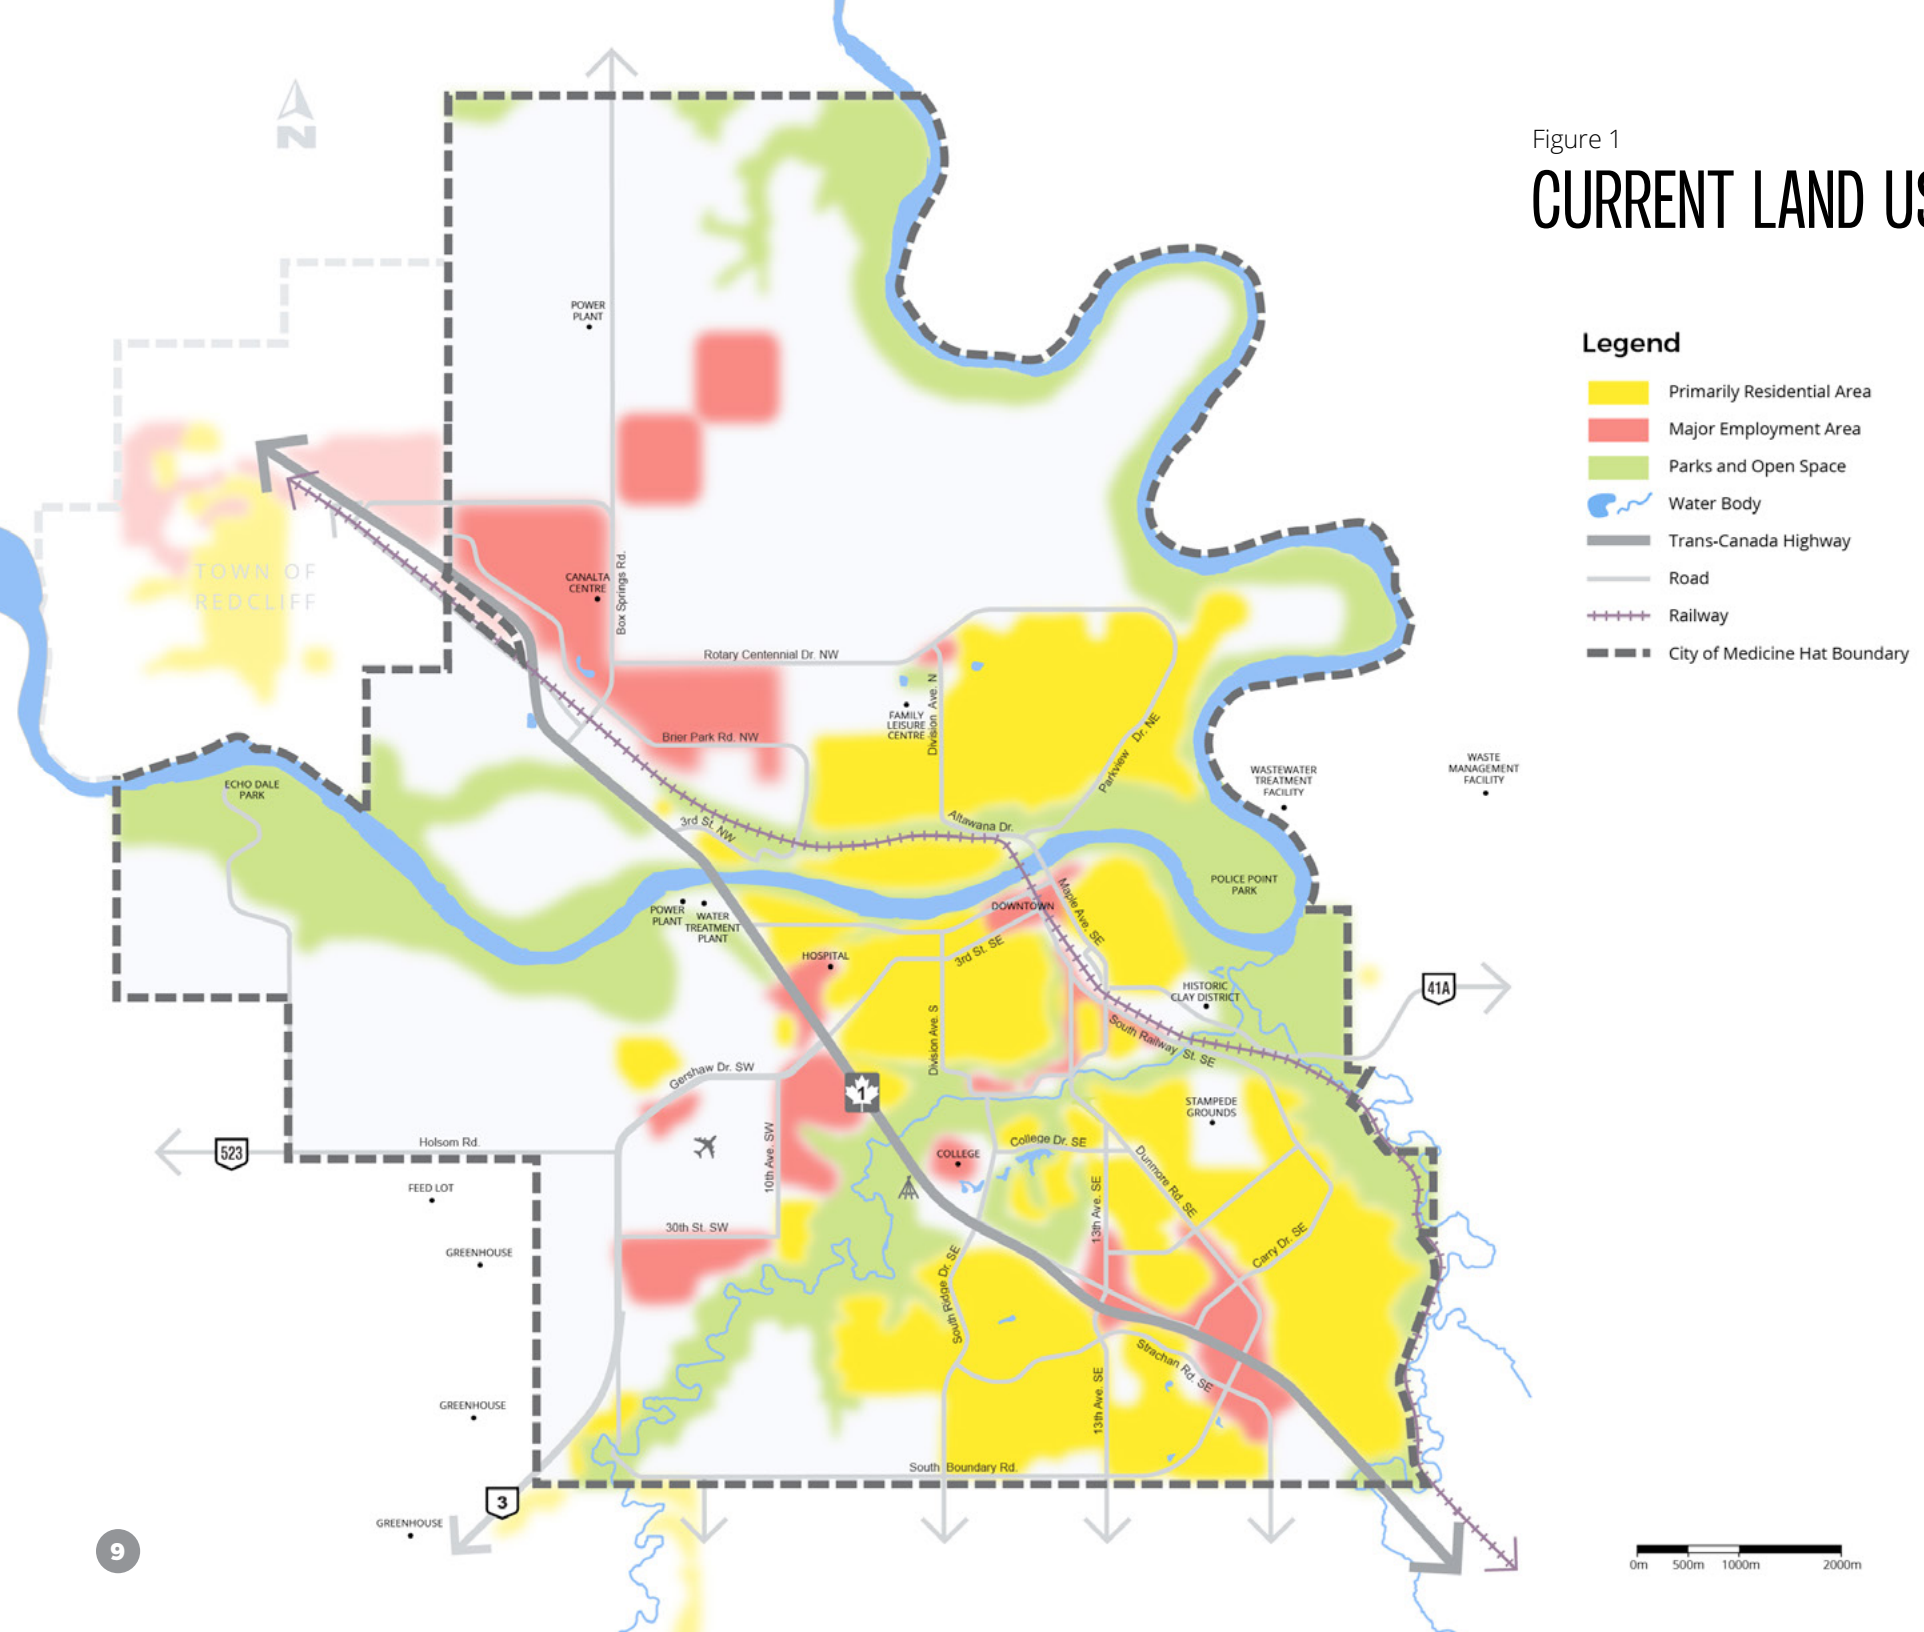 Figure 1
CURRENT LAND US
N
Legend
Primarily Residential Area
Major Employment Area
Parks and Open Space
Water Body
Trans-Canada Highway
Road
Railway
City of Medicine Hat Boundary
POWER
PLANT
TOWN OF
REDCLIFF
CANALTA
CENTRE
Box Springs Rd.
Rotary Centennial Dr. NW
Division Ave. N
FAMILY
LEISURE
CENTRE
Brier Park Rd. NW
Parkview Dr. NE
WASTEWATER
TREATMENT
FACILITY
WASTE
MANAGEMENT
FACILITY
ECHO DALE
PARK
3rd St. NW
Altawana Dr.
POLICE POINT
PARK
POWER
PLANT
WATER
TREATMENT
PLANT
DOWNTOWN
Maple Ave. SE
HOSPITAL
3rd St. SE
HISTORIC
CLAY DISTRICT
41A
Division Ave. S
South Railway St. SE
Gershaw Dr. SW
1
STAMPEDE
GROUNDS
523
Holsom Rd.
10th Ave. SW
COLLEGE
College Dr. SE
Dunmore Rd. SE
FEED LOT
13th Ave. SE
30th St. SW
GREENHOUSE
Carry Dr. SE
South Ridge Dr. SE
Strachan Rd. SE
GREENHOUSE
13th Ave. SE
South Boundary Rd.
3
GREENHOUSE
9
0m 500m 1000m 2000m